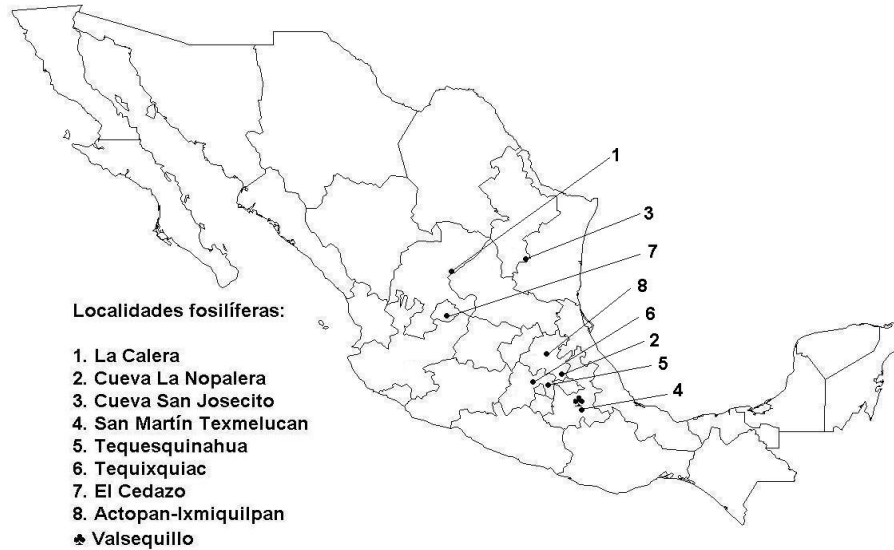 1
3
7
8
6
2
5
4
Localidades fosilíferas:
1. La Calera
2. Cueva La Nopalera
3. Cueva San Josecito
4. San Martín Texmelucan
5. Tequesquinahua
6. Tequixquiac
7. El Cedazo
8. Actopan-Ixmiquilpan
♣ Valsequillo